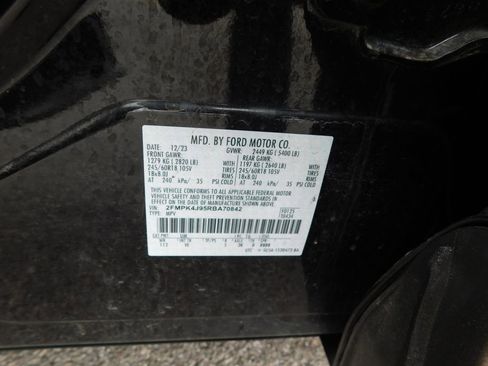 MFD. BY FORD MOTOR CO.
DATE: 12/23 GVWR: 2449 KG ( 5400 LB)
FRONT GAWR: REAR GAWR:
1279 KG ( 2820 LB) 1197 KG ( 2640 LB)
245/60R18 105V TIRES 245/60R18 105V TIRES
18x8.0J RIMS 18x8.0J RIMS
AT 240 kPa/ 35 PSI COLD AT 240 kPa/ 35 PSI COLD
THIS VEHICLE CONFORMS TO ALL APPLICABLE FEDERAL MOTOR
VEHICLE SAFETY AND THEFT PREVENTION STANDARDS IN EFFECT
ON THE DATE OF MANUFACTURE SHOWN ABOVE.
VIN: 2FMPK4J95RBA70842
TYPE: MPV